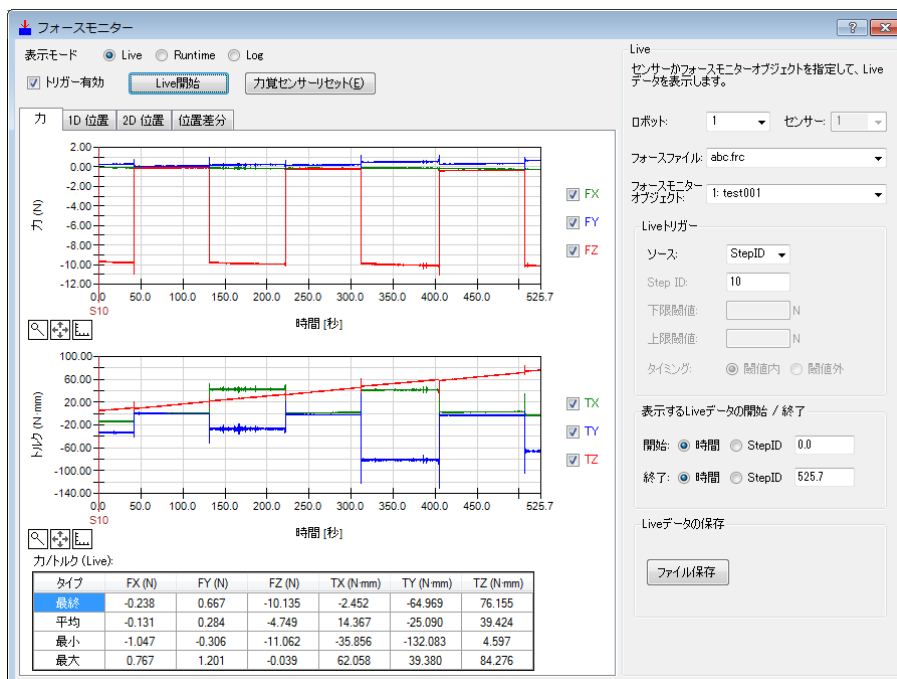 フォースモニター
表示モード Live Runtime Log
トリガー有効 Live開始 力覚センサーリセット(E)
力 1D 位置 2D 位置 位置差分
力 (N)
2.00
0.00
-2.00
-4.00
-6.00
-8.00
-10.00
-12.00
FX
FY
FZ
0.0 50.0 100.0 150.0 200.0 250.0 300.0 350.0 400.0 450.0 525.7
S10
時間 [秒]
トルク (N·mm)
100.00
60.00
20.00
-20.00
-60.00
-100.00
-140.00
TX
TY
TZ
0.0 50.0 100.0 150.0 200.0 250.0 300.0 350.0 400.0 450.0 525.7
S10
時間 [秒]
力/トルク (Live):
タイプ FX (N) FY (N) FZ (N) TX (N·mm) TY (N·mm) TZ (N·mm)
最終 -0.238 0.667 -10.135 -2.452 -64.969 76.155
平均 -0.131 0.284 -4.749 14.367 -25.090 39.424
最小 -1.047 -0.306 -11.062 -35.856 -132.083 4.597
最大 0.767 1.201 -0.039 62.058 39.380 84.276
Live
センサーかフォースモニターオブジェクトを指定して、Live
データを表示します。
ロボット: 1 センサー: 1
フォースファイル: abc.frc
フォースモニター
オブジェクト: 1: test001
Liveトリガー
ソース: StepID
Step ID: 10
下限閾値: N
上限閾値: N
タイミング: 閾値内 閾値外
表示するLiveデータの開始 / 終了
開始: 時間 StepID 0.0
終了: 時間 StepID 525.7
Liveデータの保存
ファイル保存